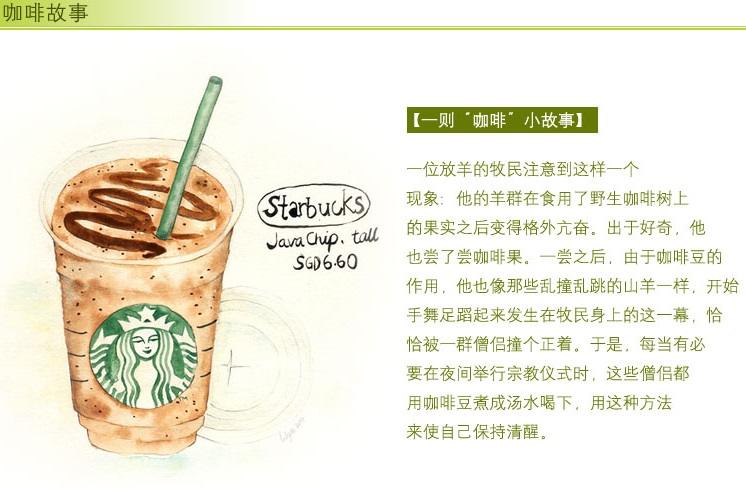 咖啡故事
【一则“咖啡”小故事】
Starbucks
Java Chip. tall
SGD6.60
一位放羊的牧民注意到这样一个
现象：他的羊群在食用了野生咖啡树上
的果实之后变得格外亢奋。出于好奇，他
也尝了尝咖啡果。一尝之后，由于咖啡豆的
作用，他也像那些乱撞乱跳的山羊一样，开始
手舞足蹈起来发生在牧民身上的这一幕，恰
恰被一群僧侣撞个正着。于是，每当有必
要在夜间举行宗教仪式时，这些僧侣都
用咖啡豆煮成汤水喝下，用这种方法
来使自己保持清醒。